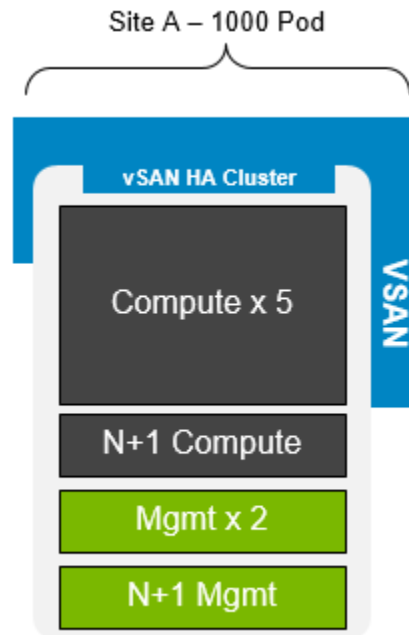 Site A – 1000 Pod
vSAN HA Cluster
VSAN
Compute x 5
N+1 Compute
Mgmt x 2
N+1 Mgmt